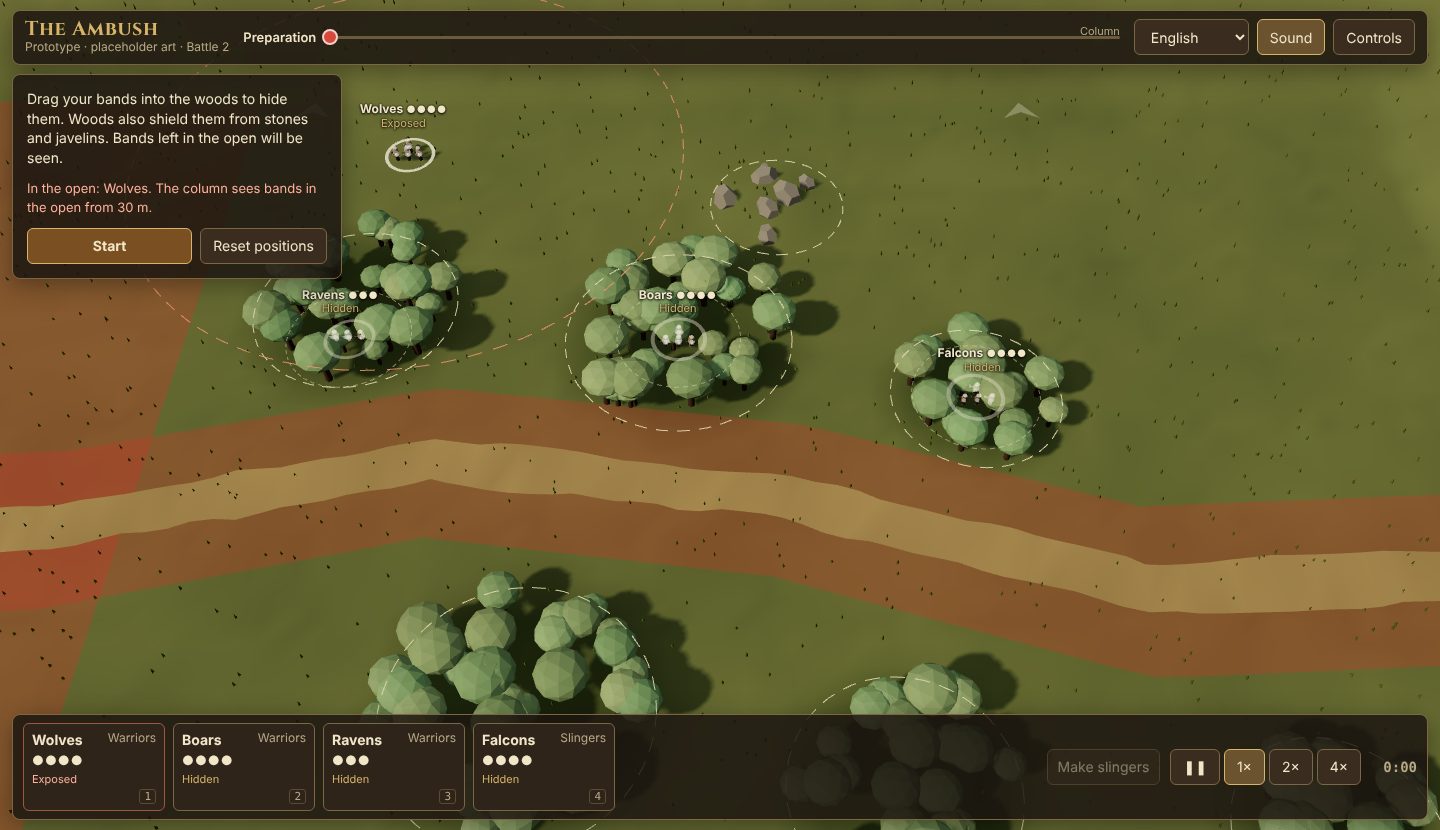 The Ambush
Prototype · placeholder art · Battle 2
Preparation
Column
English
Sound
Controls
Drag your bands into the woods to hide
them. Woods also shield them from stones
and javelins. Bands left in the open will be
seen.
In the open: Wolves. The column sees bands in
the open from 30 m.
Start
Reset positions
Wolves
Exposed
Ravens
Hidden
Boars
Hidden
Falcons
Hidden
Wolves Warriors
Exposed
1
Boars Warriors
Hidden
2
Ravens Warriors
Hidden
3
Falcons Slingers
Hidden
4
Make slingers
1×
2×
4×
0:00